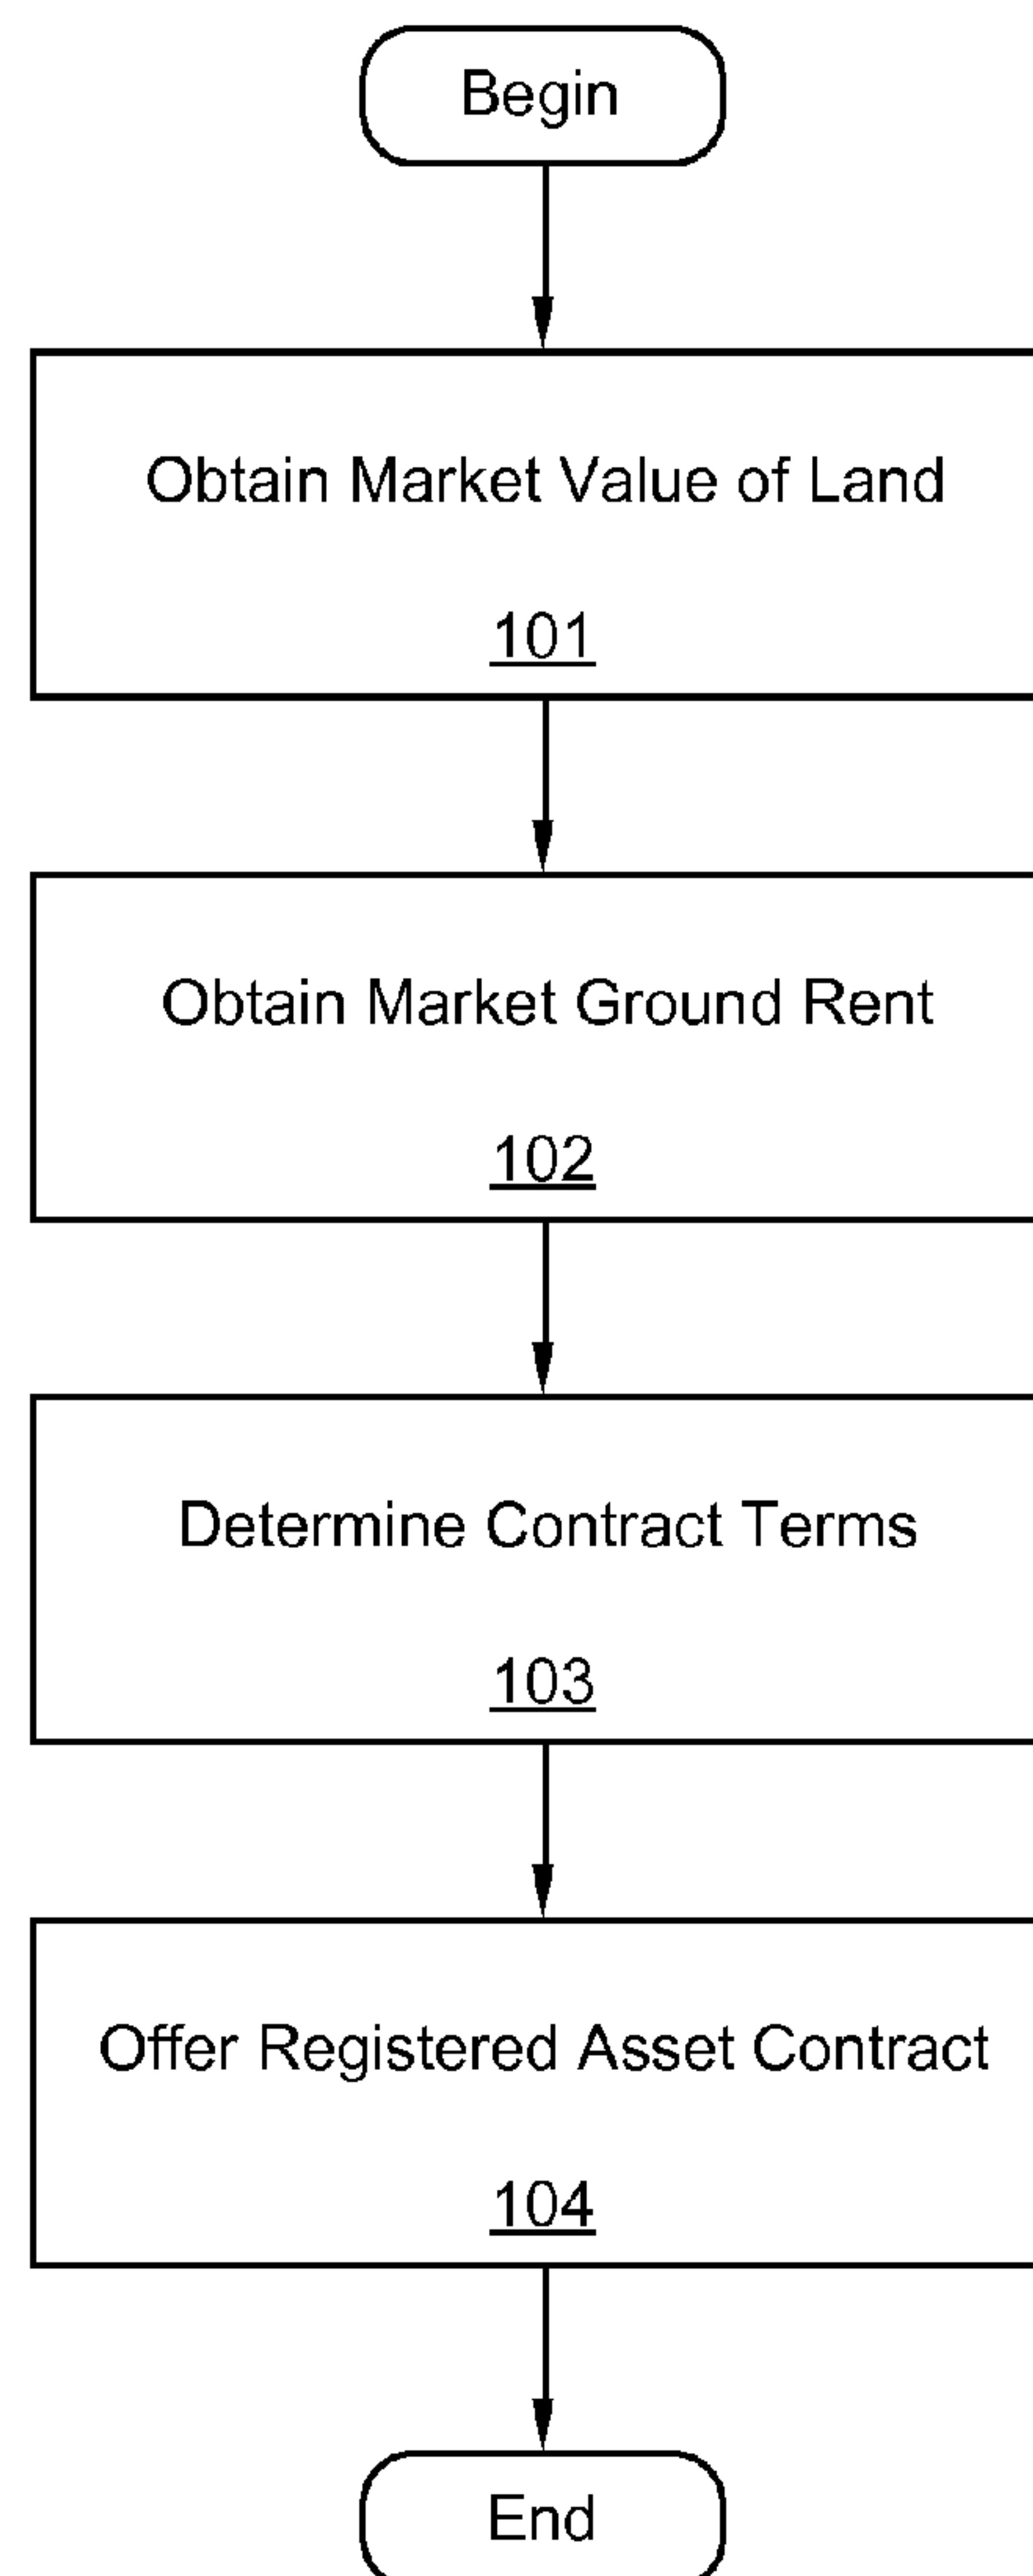 Begin
Obtain Market Value of Land
101
Obtain Market Ground Rent
102
Determine Contract Terms
103
Offer Registered Asset Contract
104
End